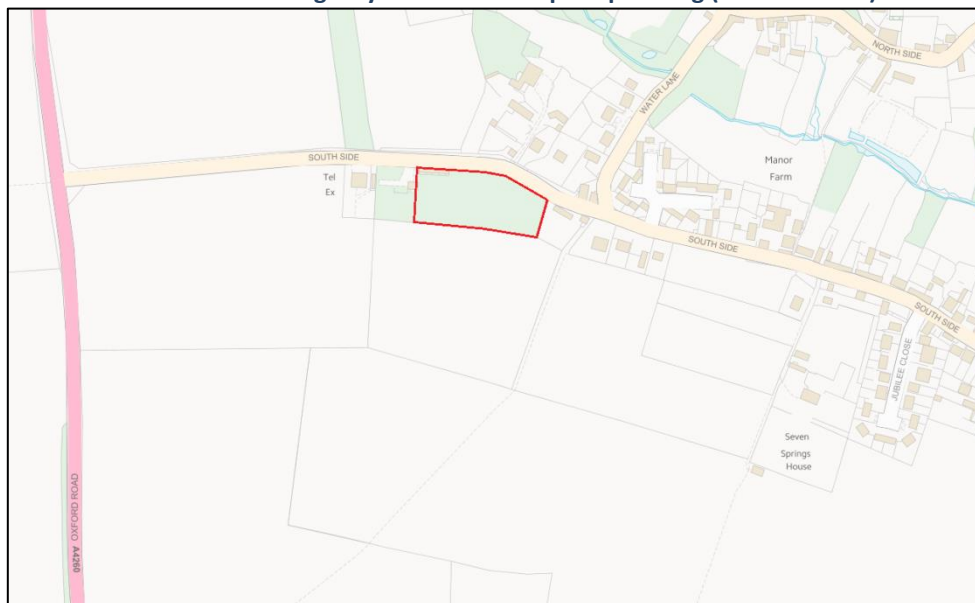 NORTH SIDE
WATER LANE
SOUTH SIDE
Tel
Ex
Manor
Farm
SOUTH SIDE
SOUTH SIDE
JUBILEE CLOSE
Seven
Springs
House
A4260 OXFORD ROAD